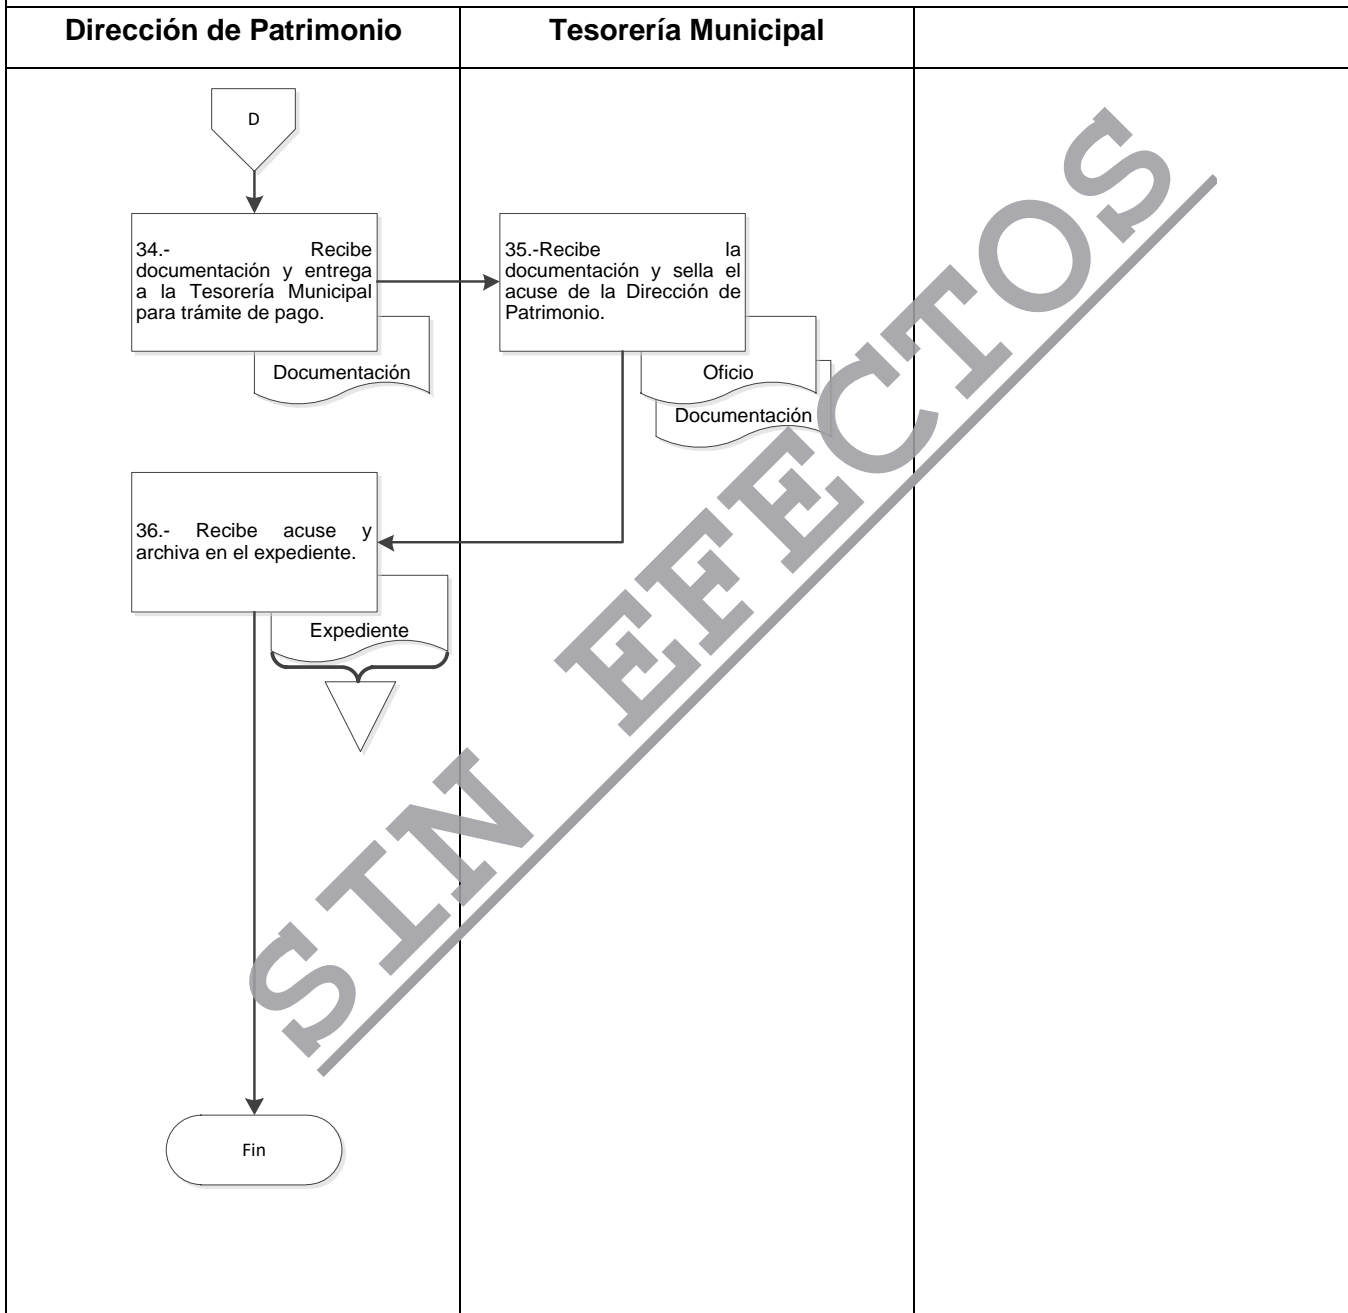 Dirección de Patrimonio
Tesorería Municipal
D
34.- Recibe
documentación y entrega
a la Tesorería Municipal
para trámite de pago.
Documentación
35.-Recibe la
documentación y sella el
acuse de la Dirección de
Patrimonio.
Oficio
Documentación
36.- Recibe acuse y
archiva en el expediente.
Expediente
Fin
SIN EFECTOS